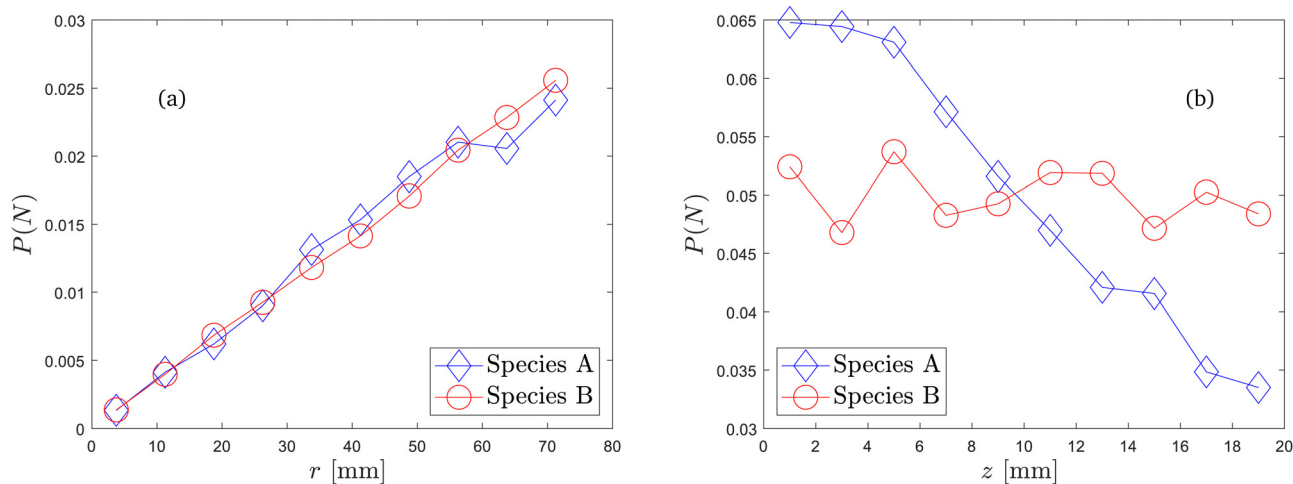 (a)
P(N)
0.03
0.025
0.02
0.015
0.01
0.005
0
0 10 20 30 40 50 60 70 80
r [mm]
Species A
Species B
(b)
P(N)
0.065
0.06
0.055
0.05
0.045
0.04
0.035
0.03
0 2 4 6 8 10 12 14 16 18 20
z [mm]
Species A
Species B